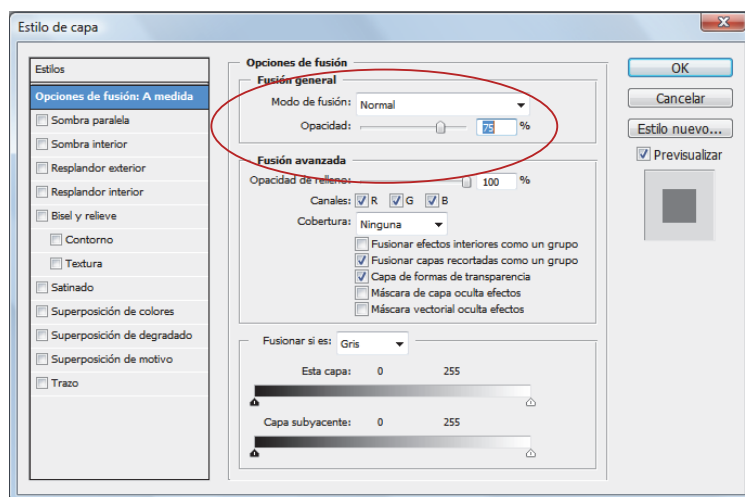 Estilo de capa
Estilos
Opciones de fusión: A medida
Sombra paralela
Sombra interior
Resplandor exterior
Resplandor interior
Bisel y relieve
Contorno
Textura
Satinado
Superposición de colores
Superposición de degradado
Superposición de motivo
Trazo
Opciones de fusión
Fusión general
Modo de fusión: Normal
Opacidad: 75 %
Fusión avanzada
Opacidad de relleno: 100 %
Canales: R G B
Cobertura: Ninguna
Fusionar efectos interiores como un grupo
Fusionar capas recortadas como un grupo
Capa de formas de transparencia
Máscara de capa oculta efectos
Máscara vectorial oculta efectos
Fusionar si es: Gris
Esta capa: 0 255
Capa subyacente: 0 255
OK
Cancelar
Estilo nuevo...
Previsualizar